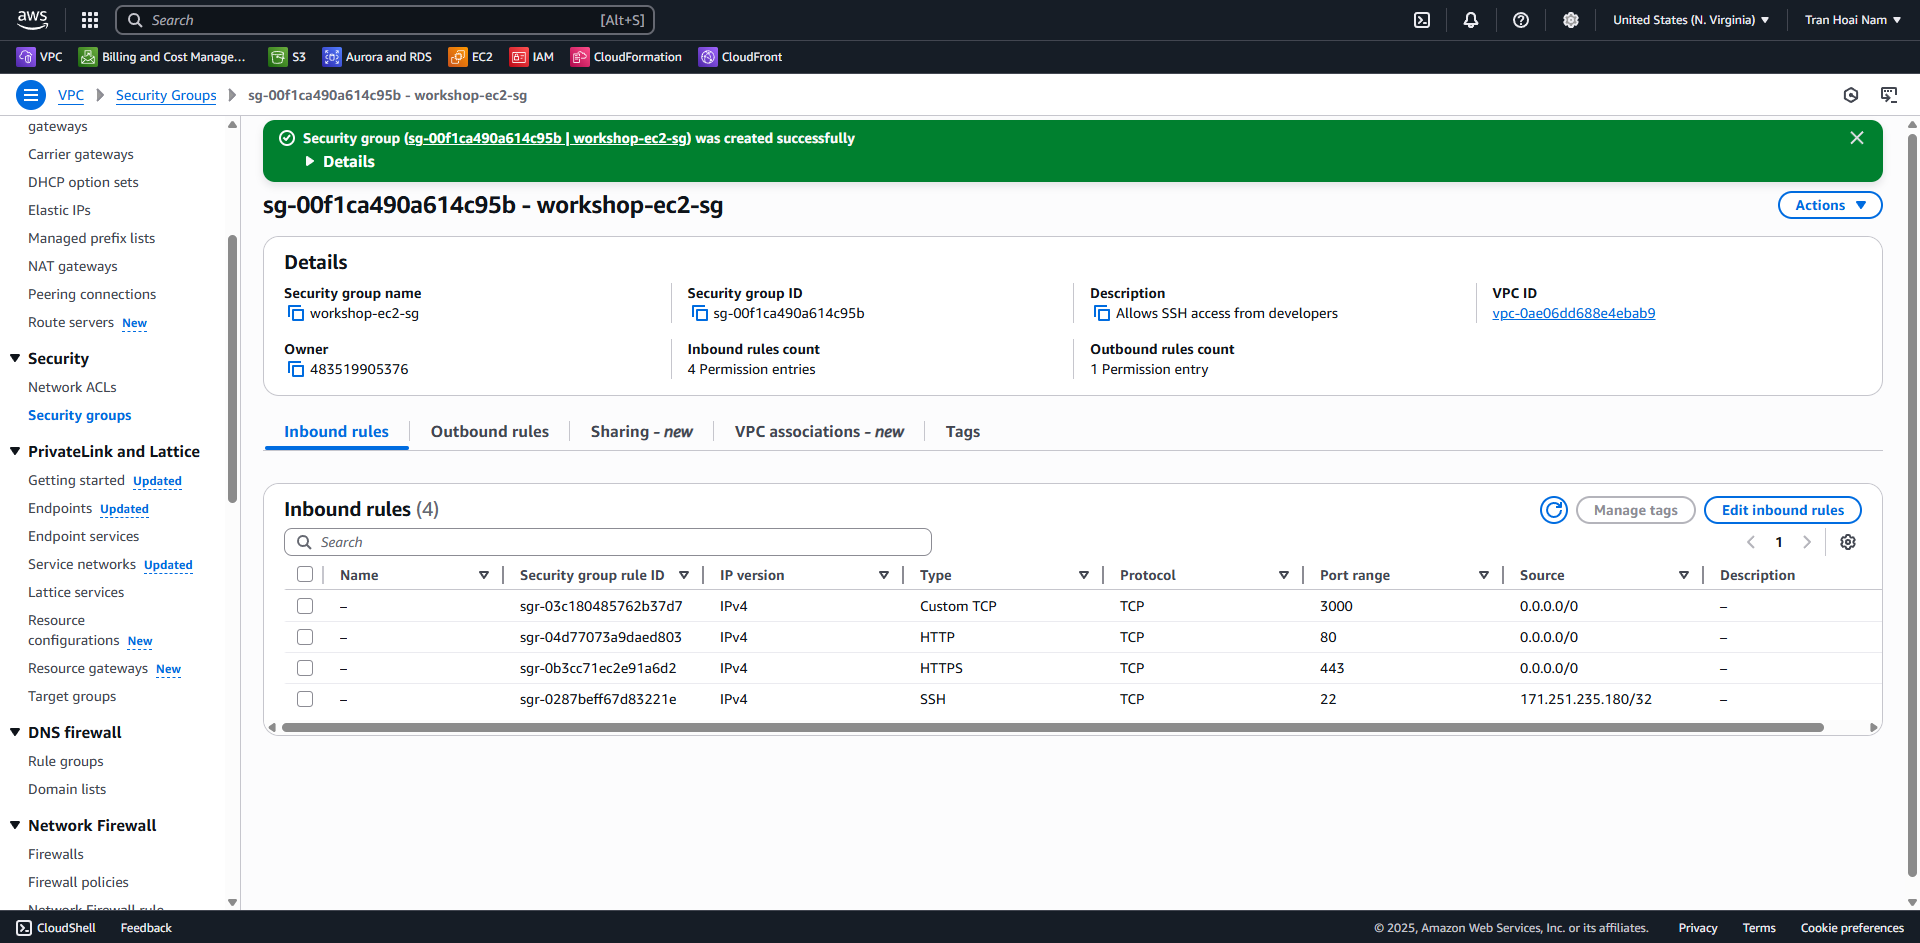 aws
Search [Alt+S]
United States (N. Virginia)
Tran Hoai Nam
VPC
Billing and Cost Manage...
S3
Aurora and RDS
EC2
IAM
CloudFormation
CloudFront
VPC
Security Groups
sg-00f1ca490a614c95b - workshop-ec2-sg
gateways
Carrier gateways
DHCP option sets
Elastic IPs
Managed prefix lists
NAT gateways
Peering connections
Route servers New
Security
Network ACLs
Security groups
PrivateLink and Lattice
Getting started Updated
Endpoints Updated
Endpoint services
Service networks Updated
Lattice services
Resource
configurations New
Resource gateways New
Target groups
DNS firewall
Rule groups
Domain lists
Network Firewall
Firewalls
Firewall policies
Network Firewall rule
Security group (sg-00f1ca490a614c95b | workshop-ec2-sg) was created successfully
Details
sg-00f1ca490a614c95b - workshop-ec2-sg
Actions
Details
Security group name
workshop-ec2-sg
Security group ID
sg-00f1ca490a614c95b
Description
Allows SSH access from developers
VPC ID
vpc-0ae06dd688e4ebab9
Owner
483519905376
Inbound rules count
4 Permission entries
Outbound rules count
1 Permission entry
Inbound rules
Outbound rules
Sharing - new
VPC associations - new
Tags
Inbound rules (4)
Manage tags
Edit inbound rules
Search
1
Name Security group rule ID IP version Type Protocol Port range Source Description
– sgr-03c180485762b37d7 IPv4 Custom TCP TCP 3000 0.0.0.0/0 –
– sgr-04d77073a9daed803 IPv4 HTTP TCP 80 0.0.0.0/0 –
– sgr-0b3cc71ec2e91a6d2 IPv4 HTTPS TCP 443 0.0.0.0/0 –
– sgr-0287beff67d83221e IPv4 SSH TCP 22 171.251.235.180/32 –
CloudShell
Feedback
© 2025, Amazon Web Services, Inc. or its affiliates.
Privacy
Terms
Cookie preferences